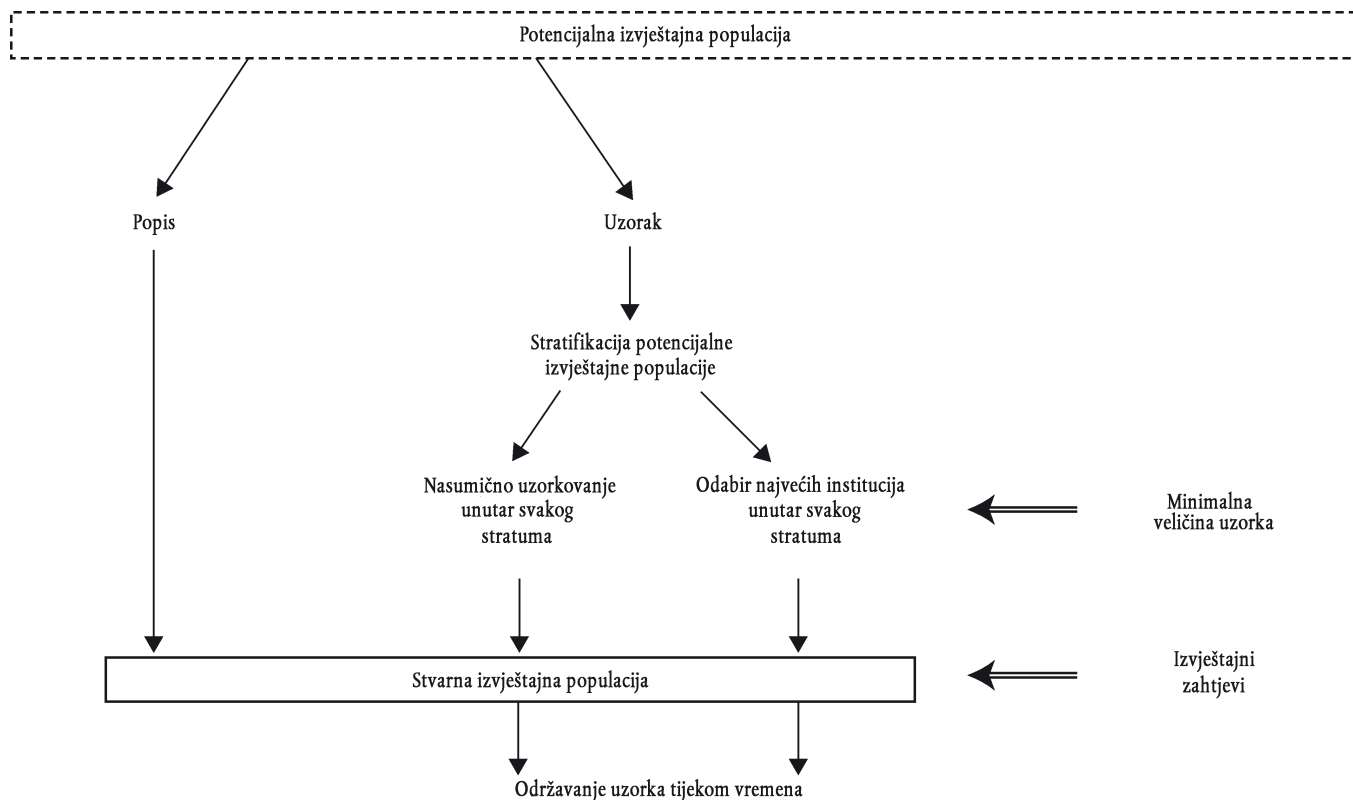 Potencijalna izvještajna populacija
Popis
Uzorak
Stratifikacija potencijalne
izvještajne populacije
Nasumično uzorkovanje
unutar svakog
stratuma
Odabir najvećih institucija
unutar svakog
stratuma
Minimalna
veličina uzorka
Stvarna izvještajna populacija
Izvještajni
zahtjevi
Održavanje uzorka tijekom vremena